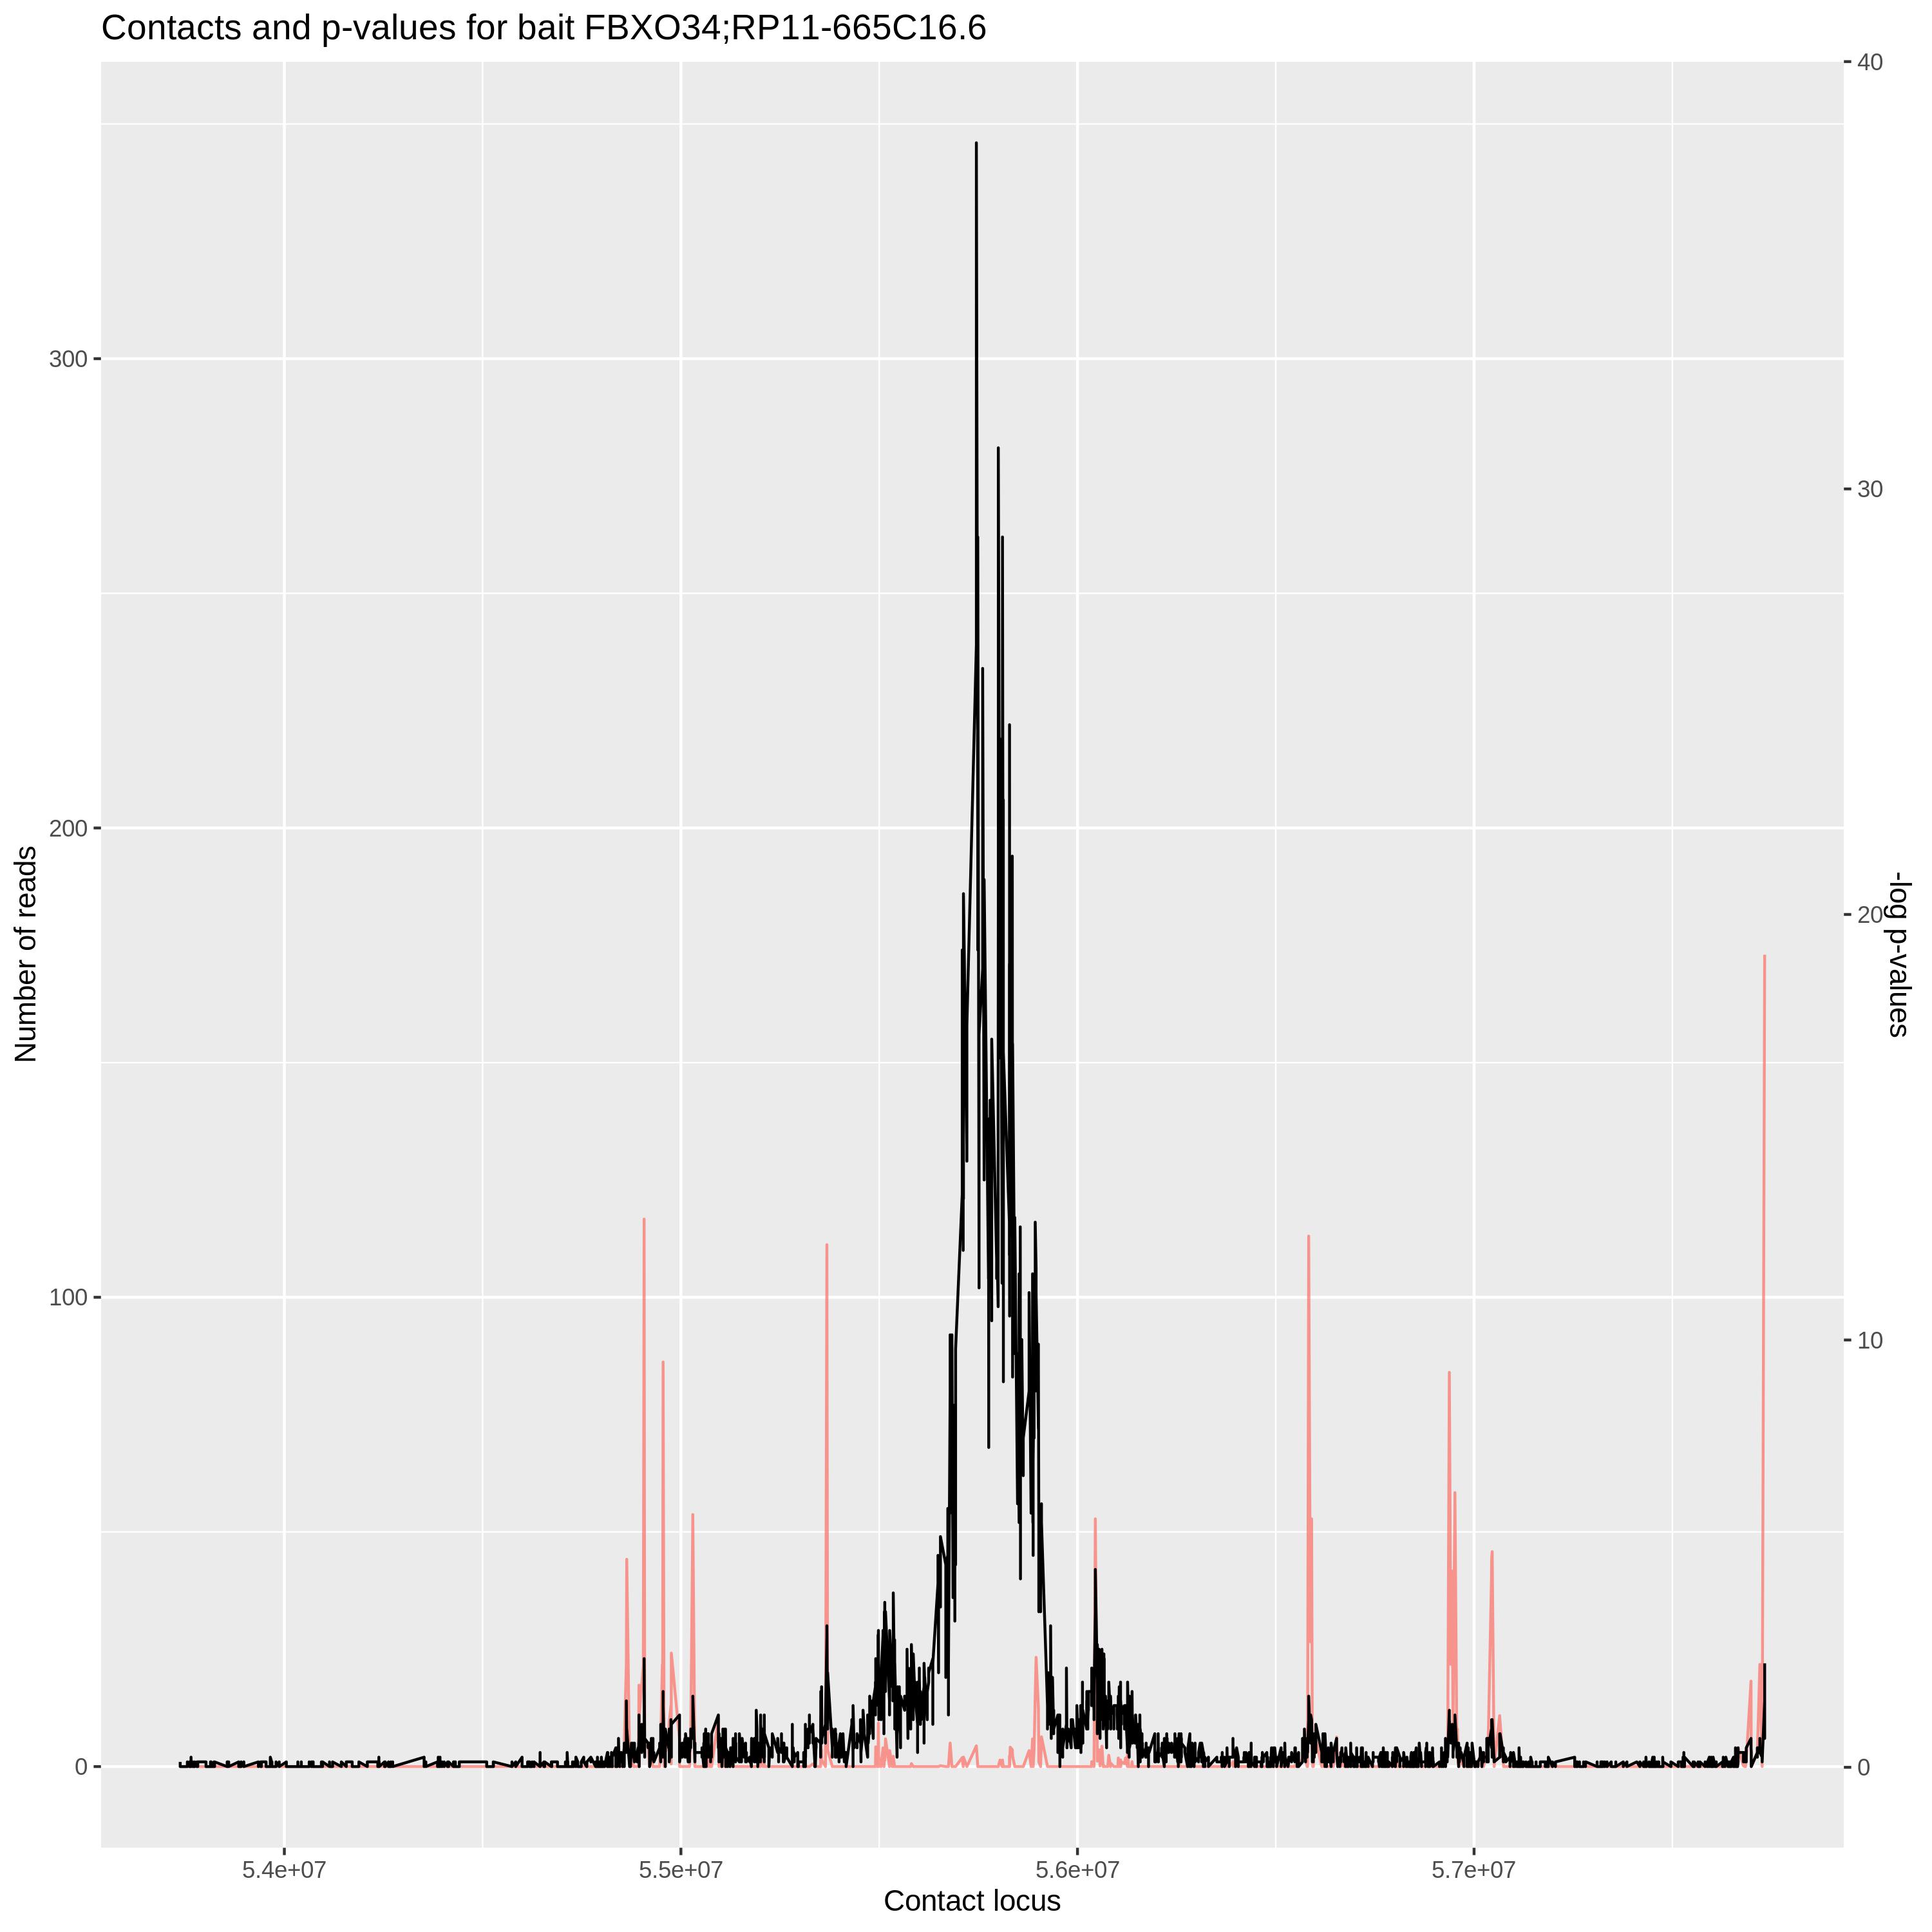 Contacts and p-values for bait FBXO34;RP11-665C16.6
40
300
30
200
20
Number of reads
-log p-values
100
10
0
0
5.4e+07
5.5e+07
5.6e+07
5.7e+07
Contact locus